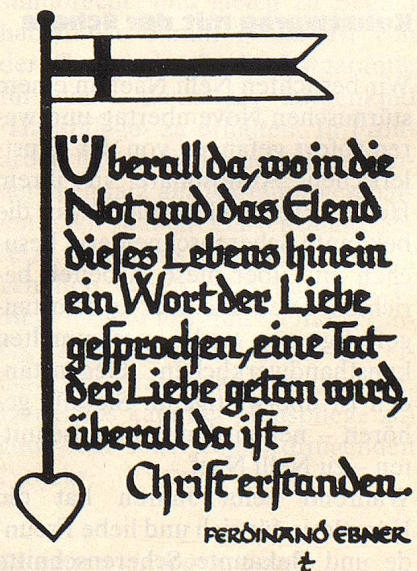 Überall da, wo in die
Not und das Elend
dieſes Lebens hinein
ein Wort der Liebe
geſprochen, eine Tat
der Liebe getan wird,
überall da iſt
Chriſt erſtanden.
FERDINAND EBNER